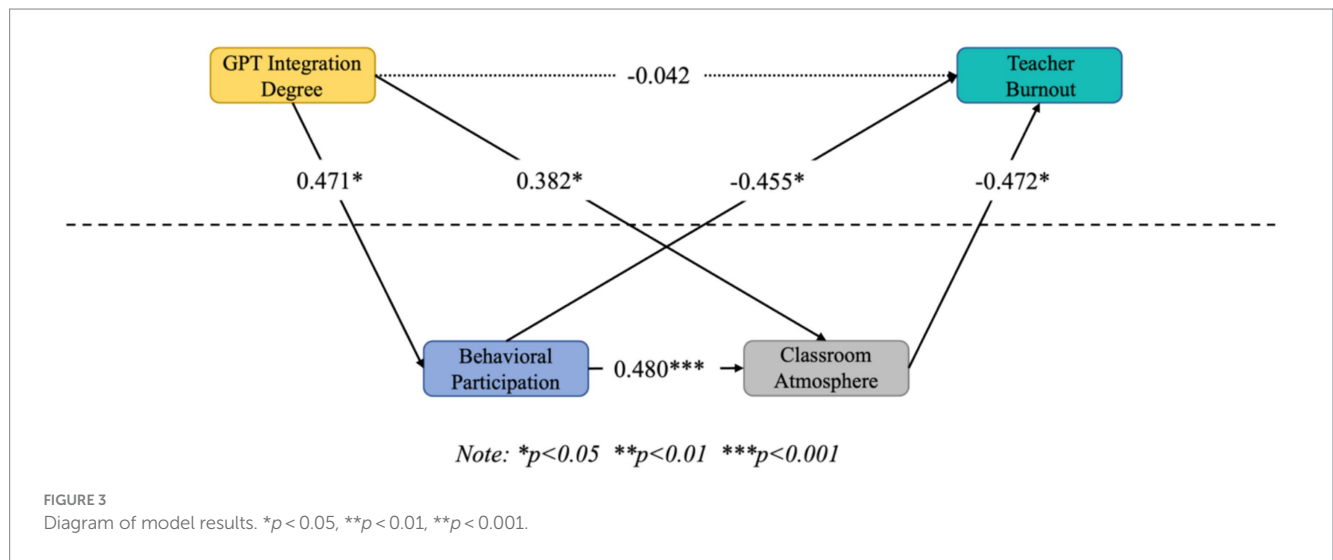 GPT Integration
Degree
-0.042
Teacher
Burnout
0.471*
0.382*
-0.455*
-0.472*
Behavioral
Participation
0.480***
Classroom
Atmosphere
Note: *p<0.05 **p<0.01 ***p<0.001
FIGURE 3
Diagram of model results. *p < 0.05, **p < 0.01, **p < 0.001.